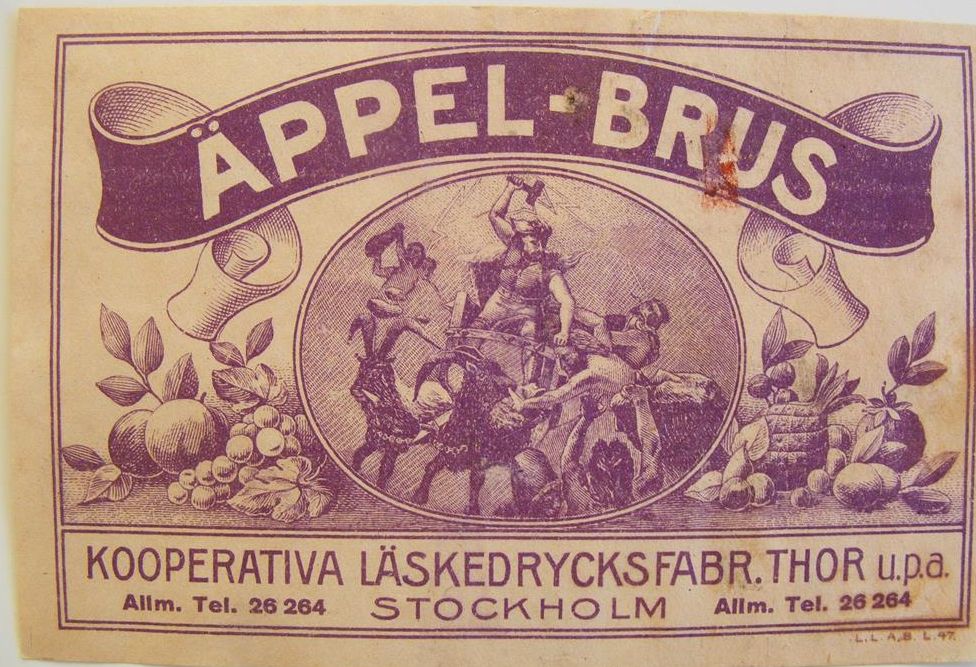 ÄPPEL-BRUS
KOOPERATIVA LÄSKEDRYCKSFABR. THOR u.p.a.
Allm. Tel. 26 264 STOCKHOLM Allm. Tel. 26 264
L.L. A.B. L. 47.